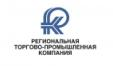 РЕГИОНАЛЬНАЯ
ТОРГОВО-ПРОМЫШЛЕННАЯ
КОМПАНИЯ